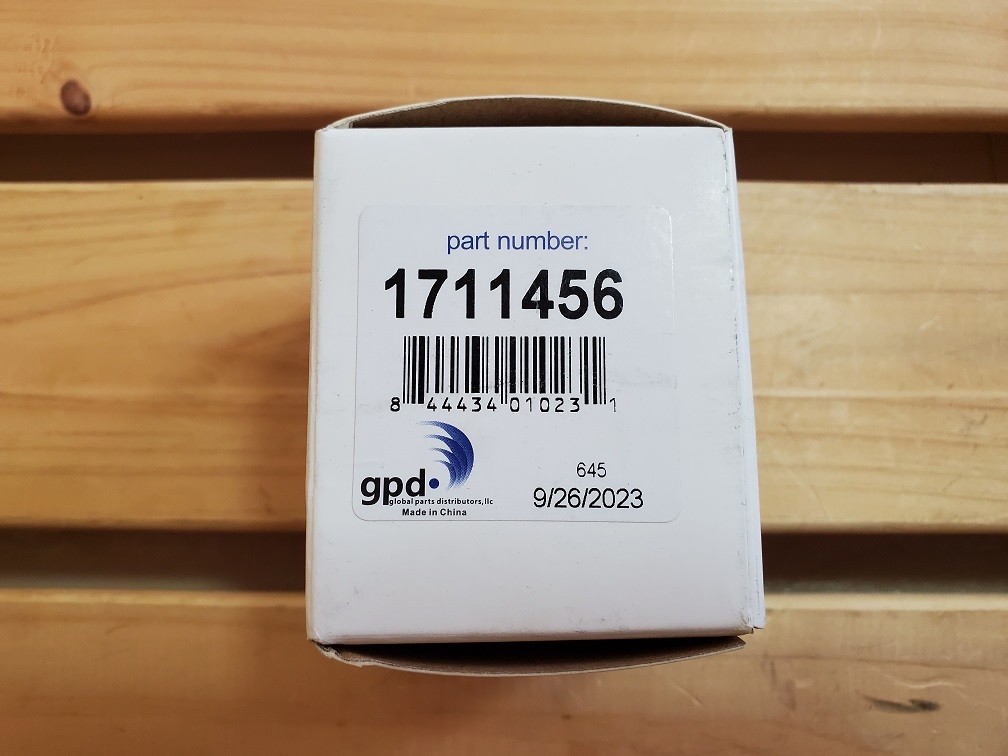 part number:
1711456
8 44434 01023 1
gpd
global parts distributors,llc
Made in China
645
9/26/2023